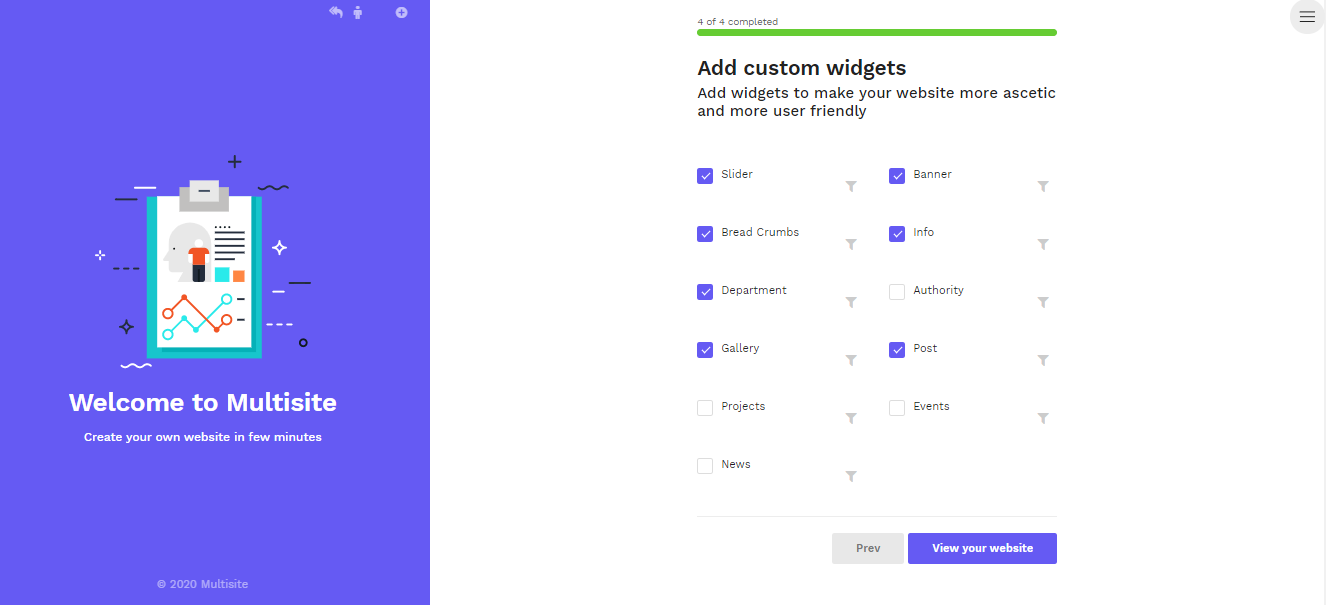 Welcome to Multisite
Create your own website in few minutes
© 2020 Multisite
4 of 4 completed
Add custom widgets
Add widgets to make your website more ascetic
and more user friendly
Slider
Banner
Bread Crumbs
Info
Department
Authority
Gallery
Post
Projects
Events
News
Prev
View your website